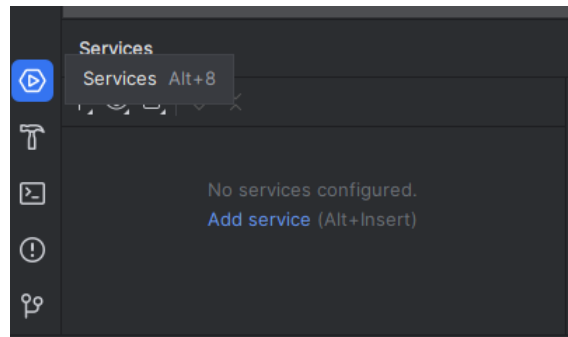 Services
Services Alt+8
No services configured.
Add service (Alt+Insert)